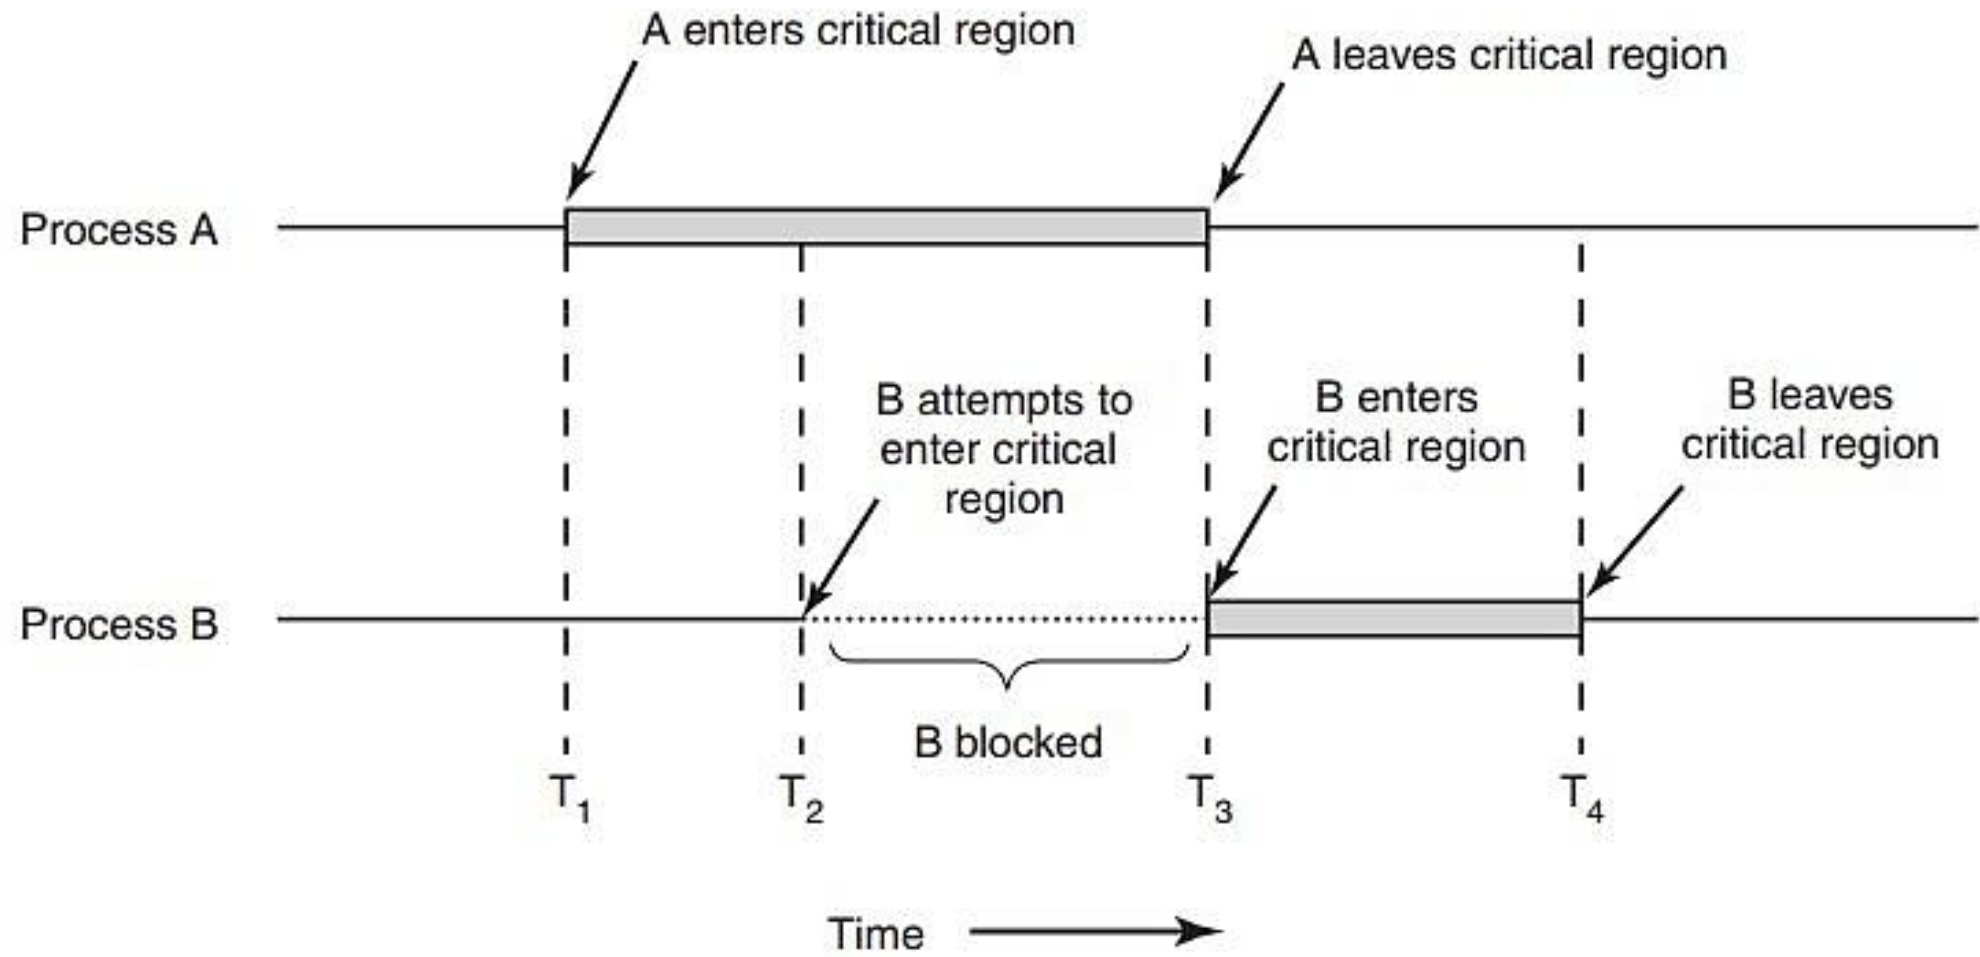 A enters critical region
A leaves critical region
Process A
B attempts to
enter critical
region
B enters
critical region
B leaves
critical region
Process B
B blocked
T1
T2
T3
T4
Time